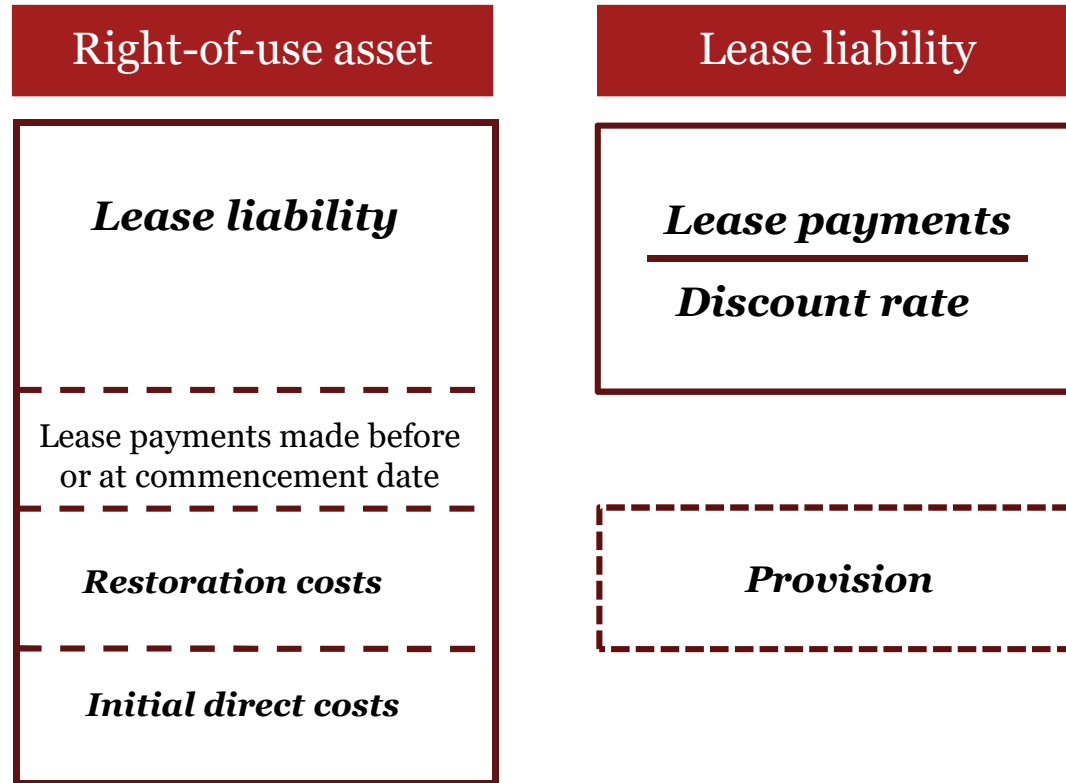 Right-of-use asset
Lease liability
Lease payments made before
or at commencement date
Restoration costs
Initial direct costs
Lease liability
Lease payments
Discount rate
Provision